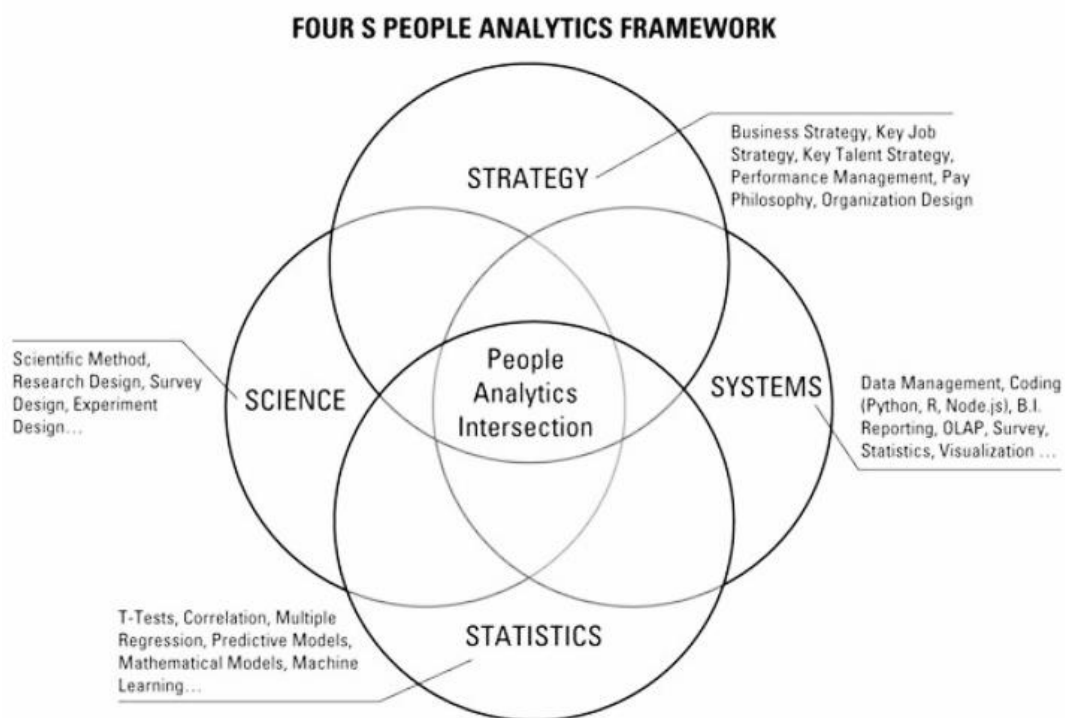 FOUR S PEOPLE ANALYTICS FRAMEWORK
STRATEGY
Business Strategy, Key Job
Strategy, Key Talent Strategy,
Performance Management, Pay
Philosophy, Organization Design
Scientific Method,
Research Design, Survey
Design, Experiment
Design…
SCIENCE
People
Analytics
Intersection
SYSTEMS
Data Management, Coding
(Python, R, Node.js), B.I.
Reporting, OLAP, Survey,
Statistics, Visualization …
T-Tests, Correlation, Multiple
Regression, Predictive Models,
Mathematical Models, Machine
Learning…
STATISTICS